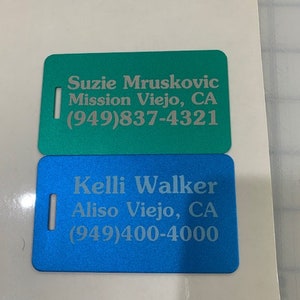 Suzie Mruskovic
Mission Viejo, CA
(949)837-4321
Kelli Walker
Aliso Viejo, CA
(949)400-4000